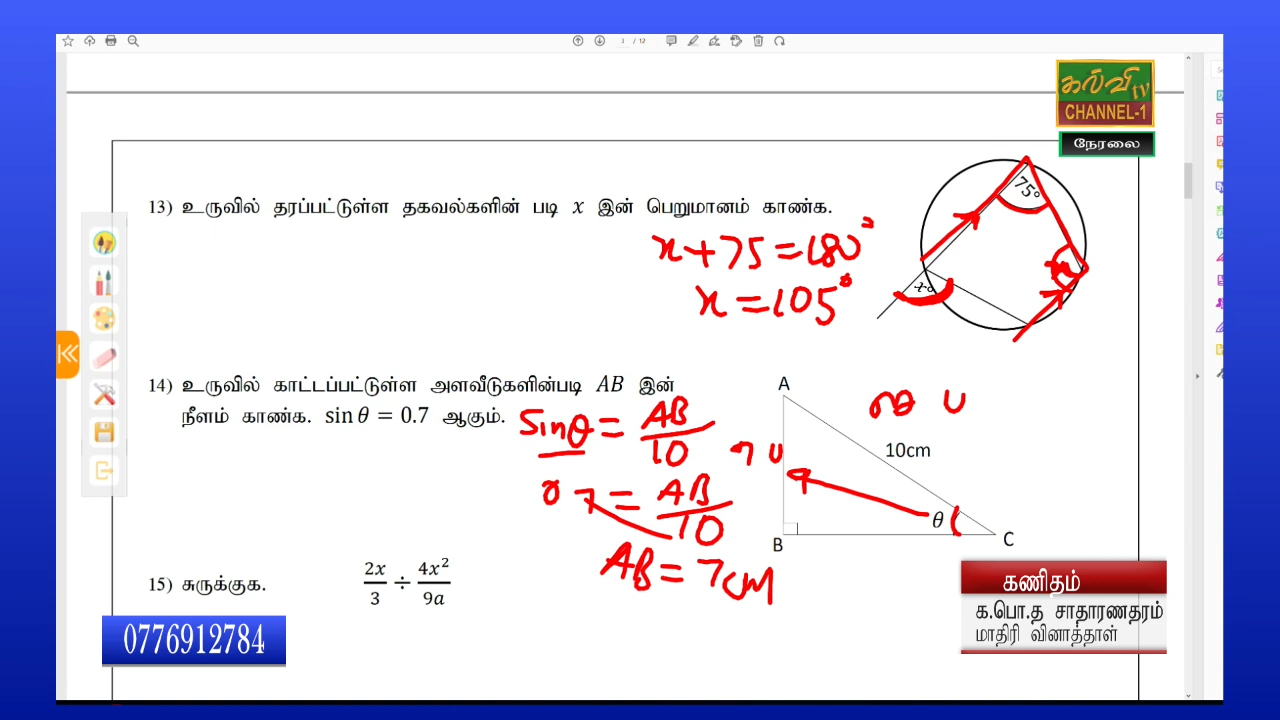 3 / 12
கல்வி tv
CHANNEL-1
நேரலை
13) உருவில் தரப்பட்டுள்ள தகவல்களின் படி x இன் பெறுமானம் காண்க.
75°
x°
x
x + 75 = 180°
x = 105°
14) உருவில் காட்டப்பட்டுள்ள அளவீடுகளின்படி AB இன்
நீளம் காண்க. sin θ = 0.7 ஆகும்.
A
10cm
θ
B
C
sinθ = AB/10
0 7 = AB/10
AB = 7cm
15) சுருக்குக. 2x/3 ÷ 4x²/9a
0776912784
கணிதம்
க.பொ.த சாதாரணதரம்
மாதிரி வினாத்தாள்